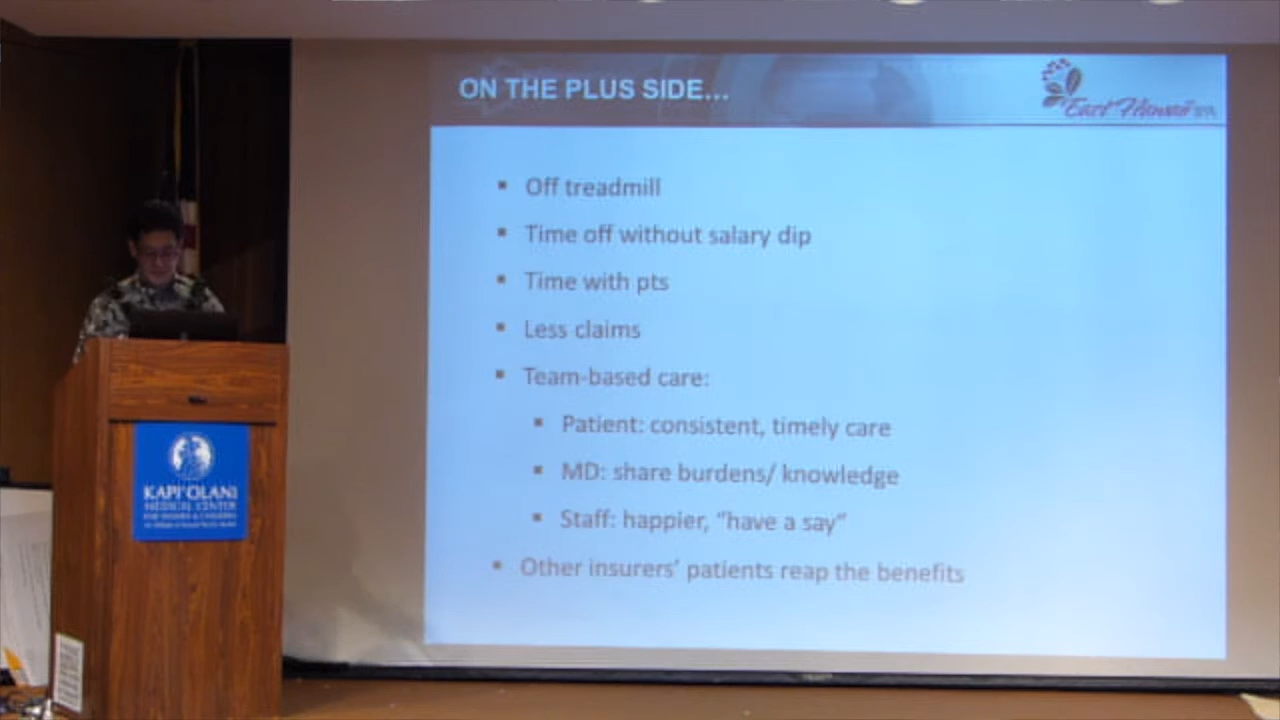 ON THE PLUS SIDE...
East Hawaii IPA
Off treadmill
Time off without salary dip
Time with pts
Less claims
Team-based care:
Patient: consistent, timely care
MD: share burdens/ knowledge
Staff: happier, “have a say”
Other insurers’ patients reap the benefits
KAPI‘OLANI
MEDICAL CENTER
FOR WOMEN & CHILDREN